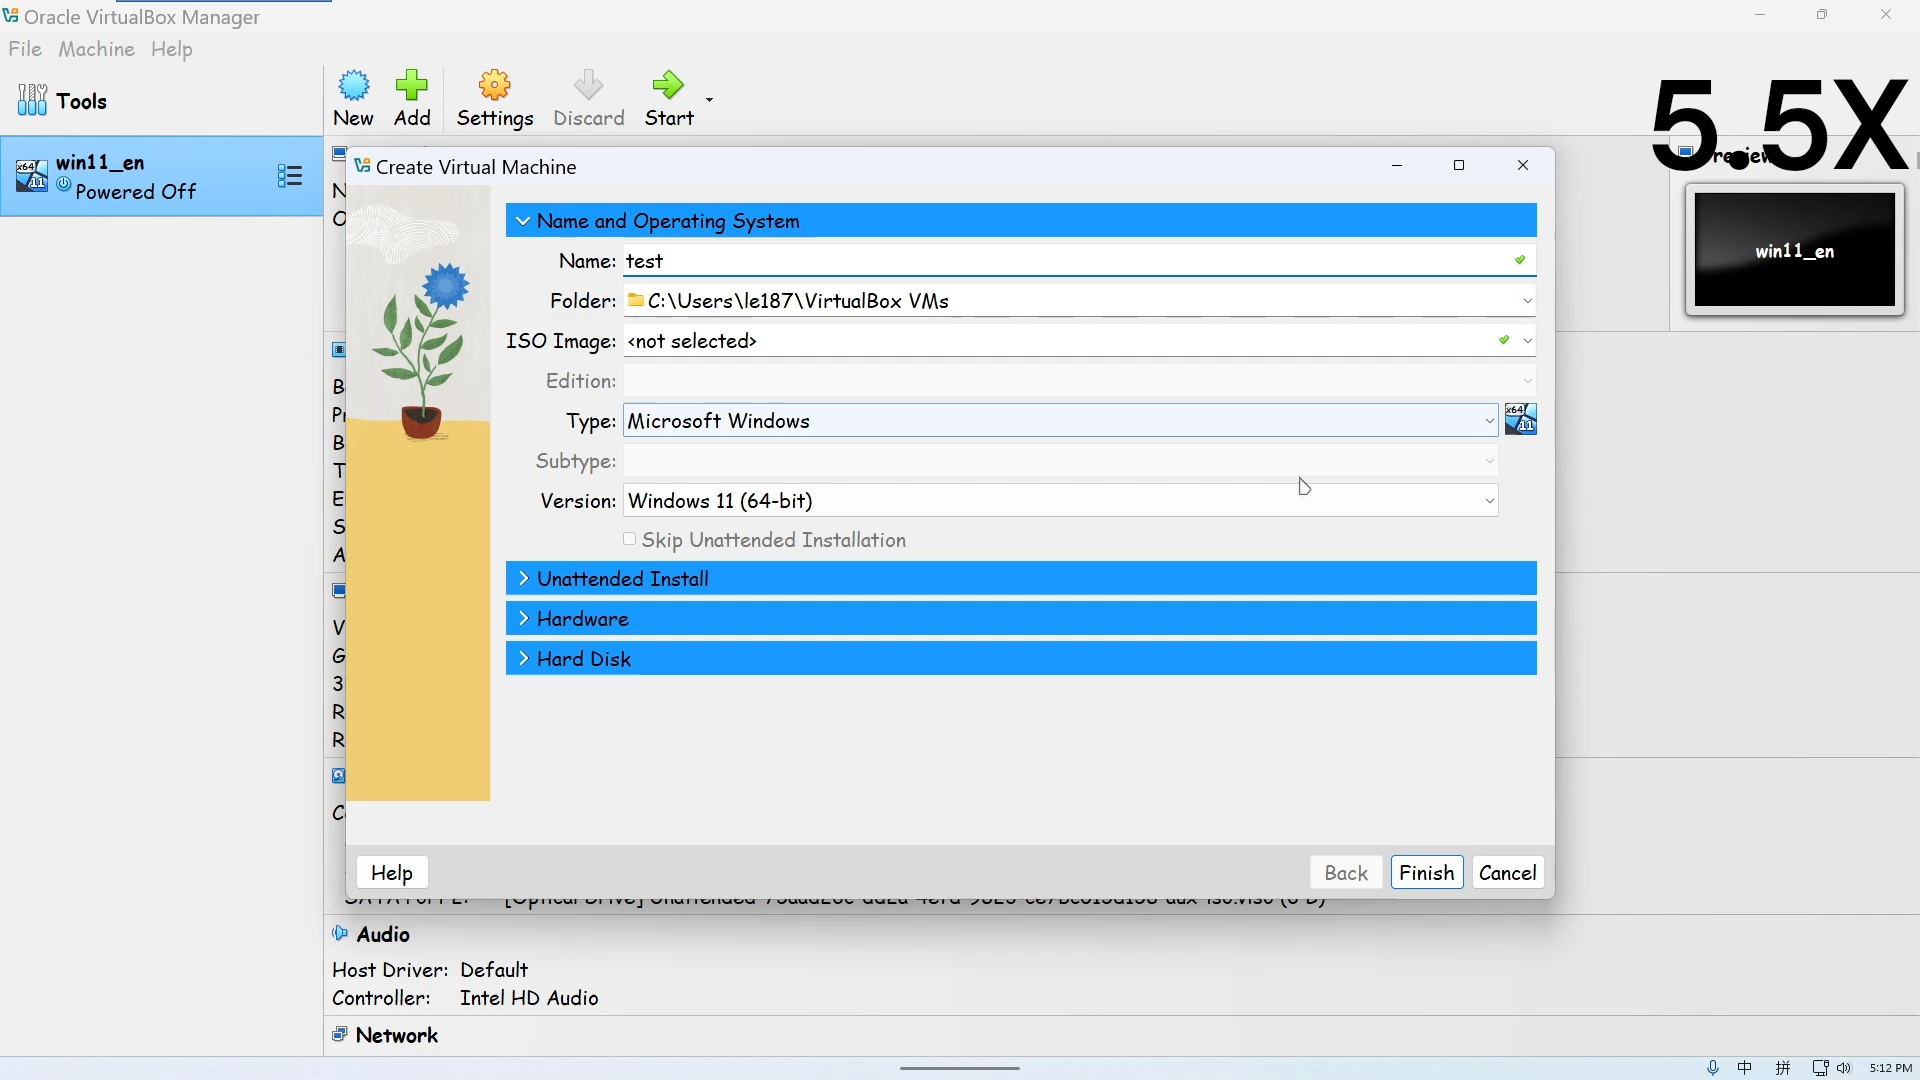 Oracle VirtualBox Manager
File Machine Help
Tools
New Add Settings Discard Start
5.5X
win11_en
Powered Off
Create Virtual Machine
win11_en
Name and Operating System
Name: test
Folder: C:\Users\le187\VirtualBox VMs
ISO Image: <not selected>
Edition:
Type: Microsoft Windows
Subtype:
Version: Windows 11 (64-bit)
Skip Unattended Installation
Unattended Install
Hardware
Hard Disk
Help Back Finish Cancel
Audio
Host Driver: Default
Controller: Intel HD Audio
Network
中 拼 5:12 PM